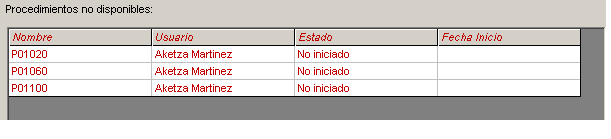 Procedimientos no disponibles:
Nombre Usuario Estado Fecha Inicio
P01020 Aketza Martinez No iniciado
P01060 Aketza Martinez No iniciado
P01100 Aketza Martinez No iniciado